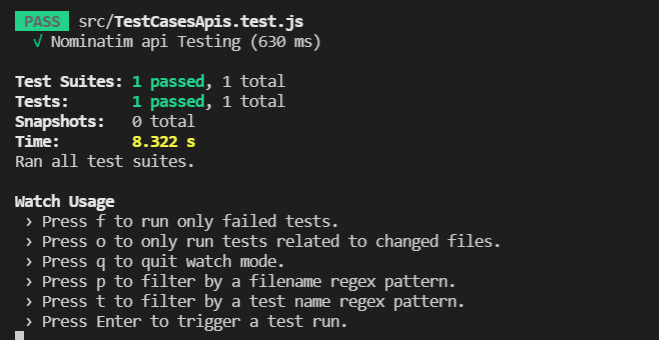 PASS src/TestCasesApis.test.js
√ Nominatim api Testing (630 ms)
Test Suites: 1 passed, 1 total
Tests: 1 passed, 1 total
Snapshots: 0 total
Time: 8.322 s
Ran all test suites.
Watch Usage
› Press f to run only failed tests.
› Press o to only run tests related to changed files.
› Press q to quit watch mode.
› Press p to filter by a filename regex pattern.
› Press t to filter by a test name regex pattern.
› Press Enter to trigger a test run.